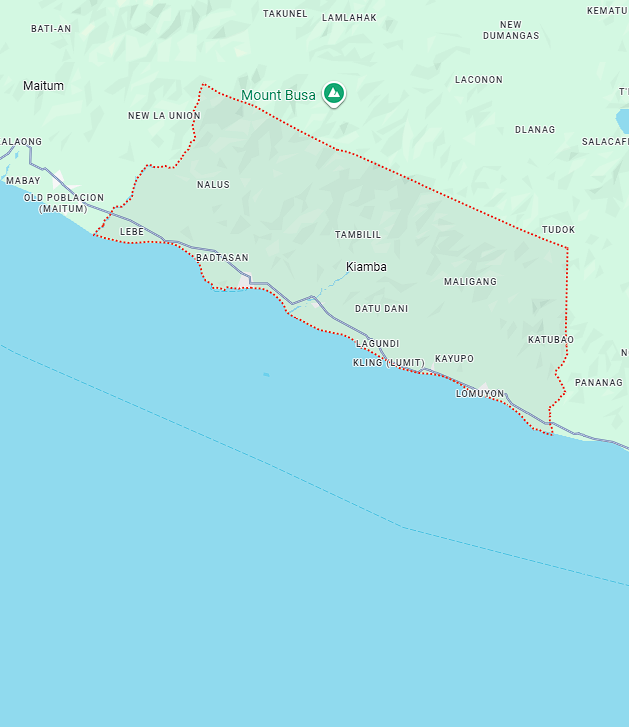 KEMATU
TAKUNEL
LAMLAHAK
BATI-AN
NEW
DUMANGAS
LACONON
Maitum
Mount Busa
T'
NEW LA UNION
DLANAG
ALAONG
SALACAF
MABAY
NALUS
OLD POBLACION
(MAITUM)
LEBE
TAMBILIL
TUDOK
BADTASAN
Kiamba
MALIGANG
DATU DANI
LAGUNDI
KATUBAO
N
KLING (LUMIT)
KAYUPO
PANANAG
LOMUYON